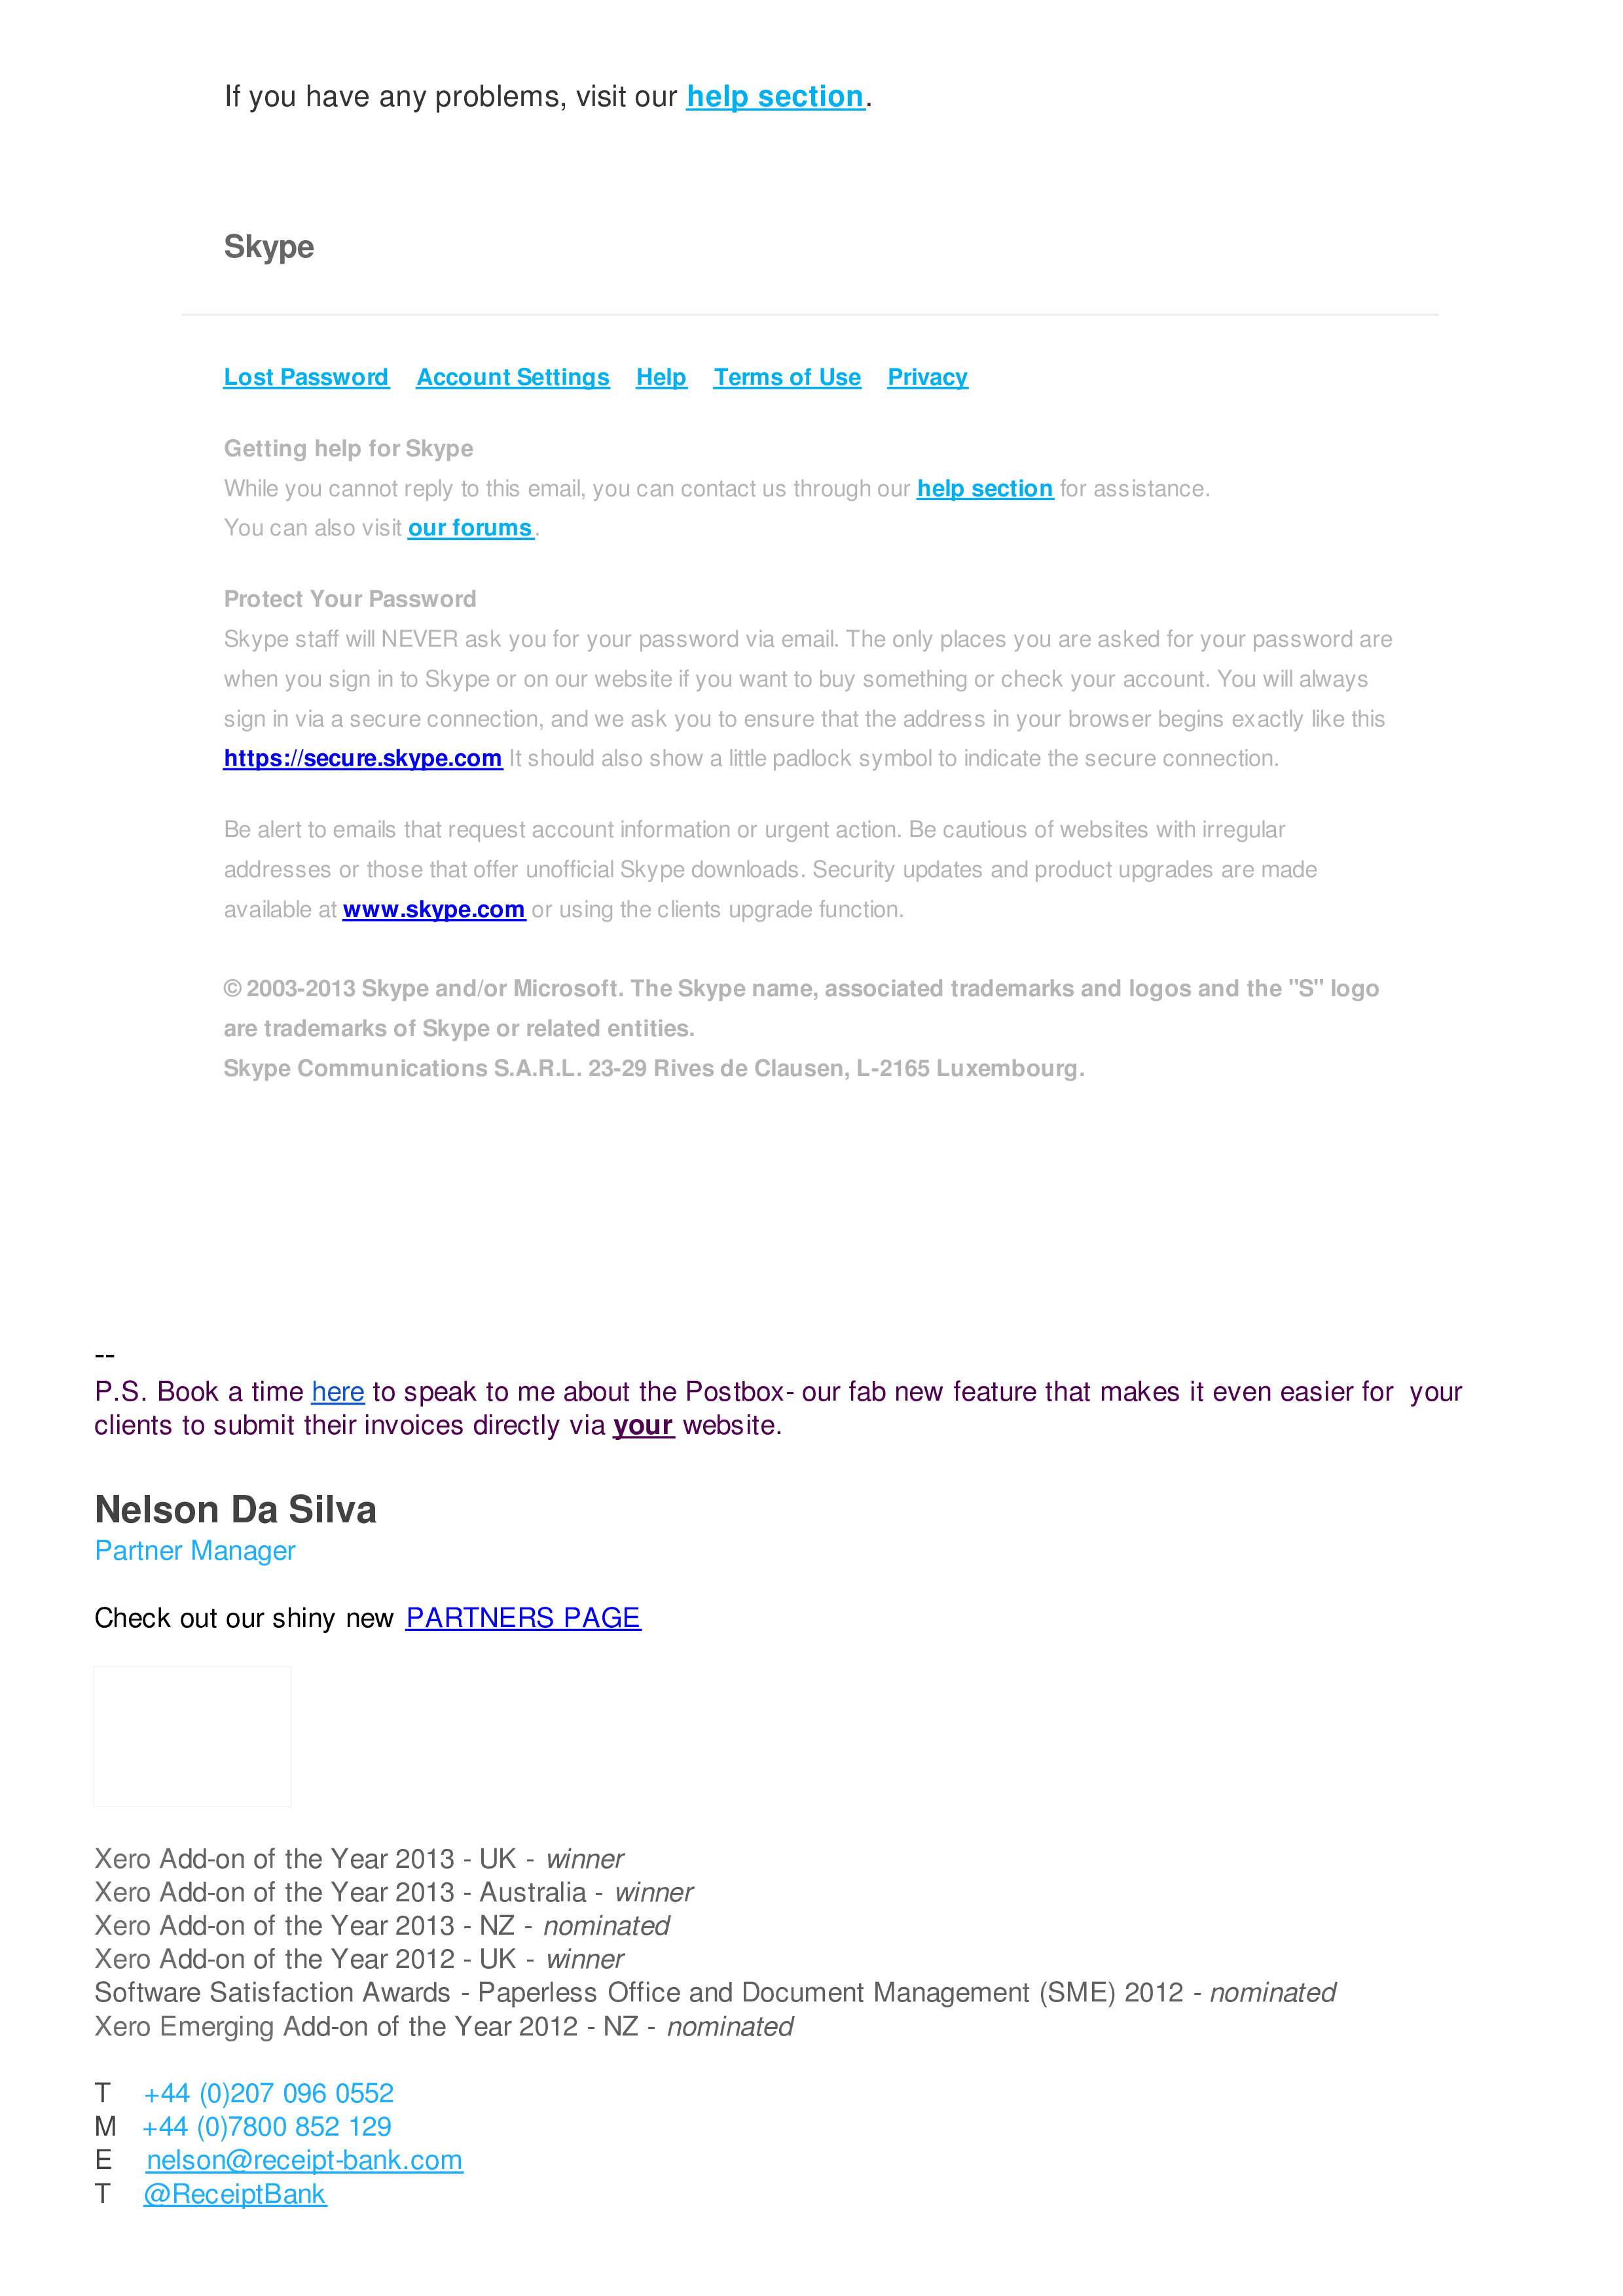 If you have any problems, visit our help section.
Skype
Lost Password Account Settings Help Terms of Use Privacy
Getting help for Skype
While you cannot reply to this email, you can contact us through our help section for assistance.
You can also visit our forums.
Protect Your Password
Skype staff will NEVER ask you for your password via email. The only places you are asked for your password are
when you sign in to Skype or on our website if you want to buy something or check your account. You will always
sign in via a secure connection, and we ask you to ensure that the address in your browser begins exactly like this
https://secure.skype.com It should also show a little padlock symbol to indicate the secure connection.
Be alert to emails that request account information or urgent action. Be cautious of websites with irregular
addresses or those that offer unofficial Skype downloads. Security updates and product upgrades are made
available at www.skype.com or using the clients upgrade function.
© 2003-2013 Skype and/or Microsoft. The Skype name, associated trademarks and logos and the "S" logo
are trademarks of Skype or related entities.
Skype Communications S.A.R.L. 23-29 Rives de Clausen, L-2165 Luxembourg.
--
P.S. Book a time here to speak to me about the Postbox- our fab new feature that makes it even easier for your
clients to submit their invoices directly via your website.
Nelson Da Silva
Partner Manager
Check out our shiny new PARTNERS PAGE
Xero Add-on of the Year 2013 - UK - winner
Xero Add-on of the Year 2013 - Australia - winner
Xero Add-on of the Year 2013 - NZ - nominated
Xero Add-on of the Year 2012 - UK - winner
Software Satisfaction Awards - Paperless Office and Document Management (SME) 2012 - nominated
Xero Emerging Add-on of the Year 2012 - NZ - nominated
T +44 (0)207 096 0552
M +44 (0)7800 852 129
E nelson@receipt-bank.com
T @ReceiptBank